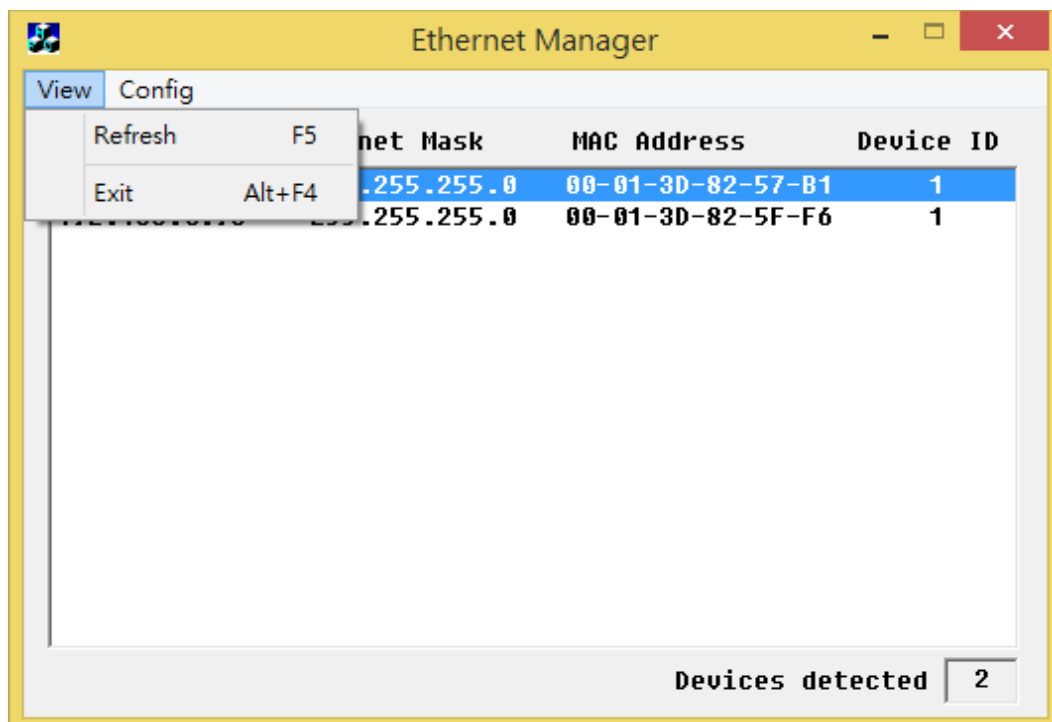 Ethernet Manager
View Config
Refresh F5
Exit Alt+F4
net Mask MAC Address Device ID
.255.255.0 00-01-3D-82-57-B1 1
.255.255.0 00-01-3D-82-5F-F6 1
Devices detected 2